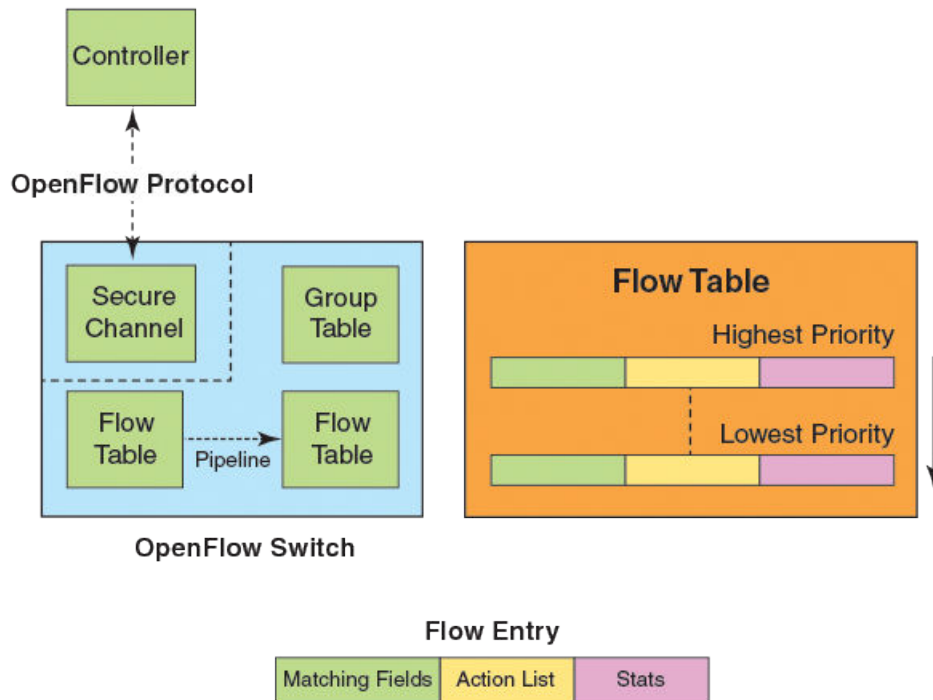 Controller
OpenFlow Protocol
Secure
Channel
Group
Table
Flow
Table
Pipeline
Flow
Table
OpenFlow Switch
Flow Table
Highest Priority
Lowest Priority
Flow Entry
Matching Fields
Action List
Stats